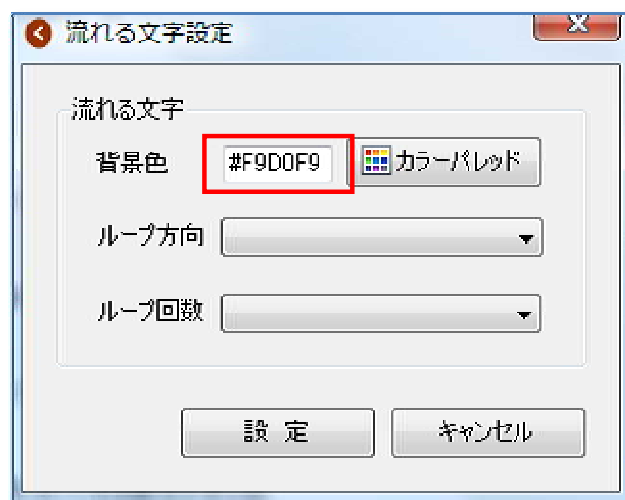 流れる文字設定
流れる文字
背景色 #F9D0F9 カラーパレッド
ループ方向
ループ回数
設 定 キャンセル